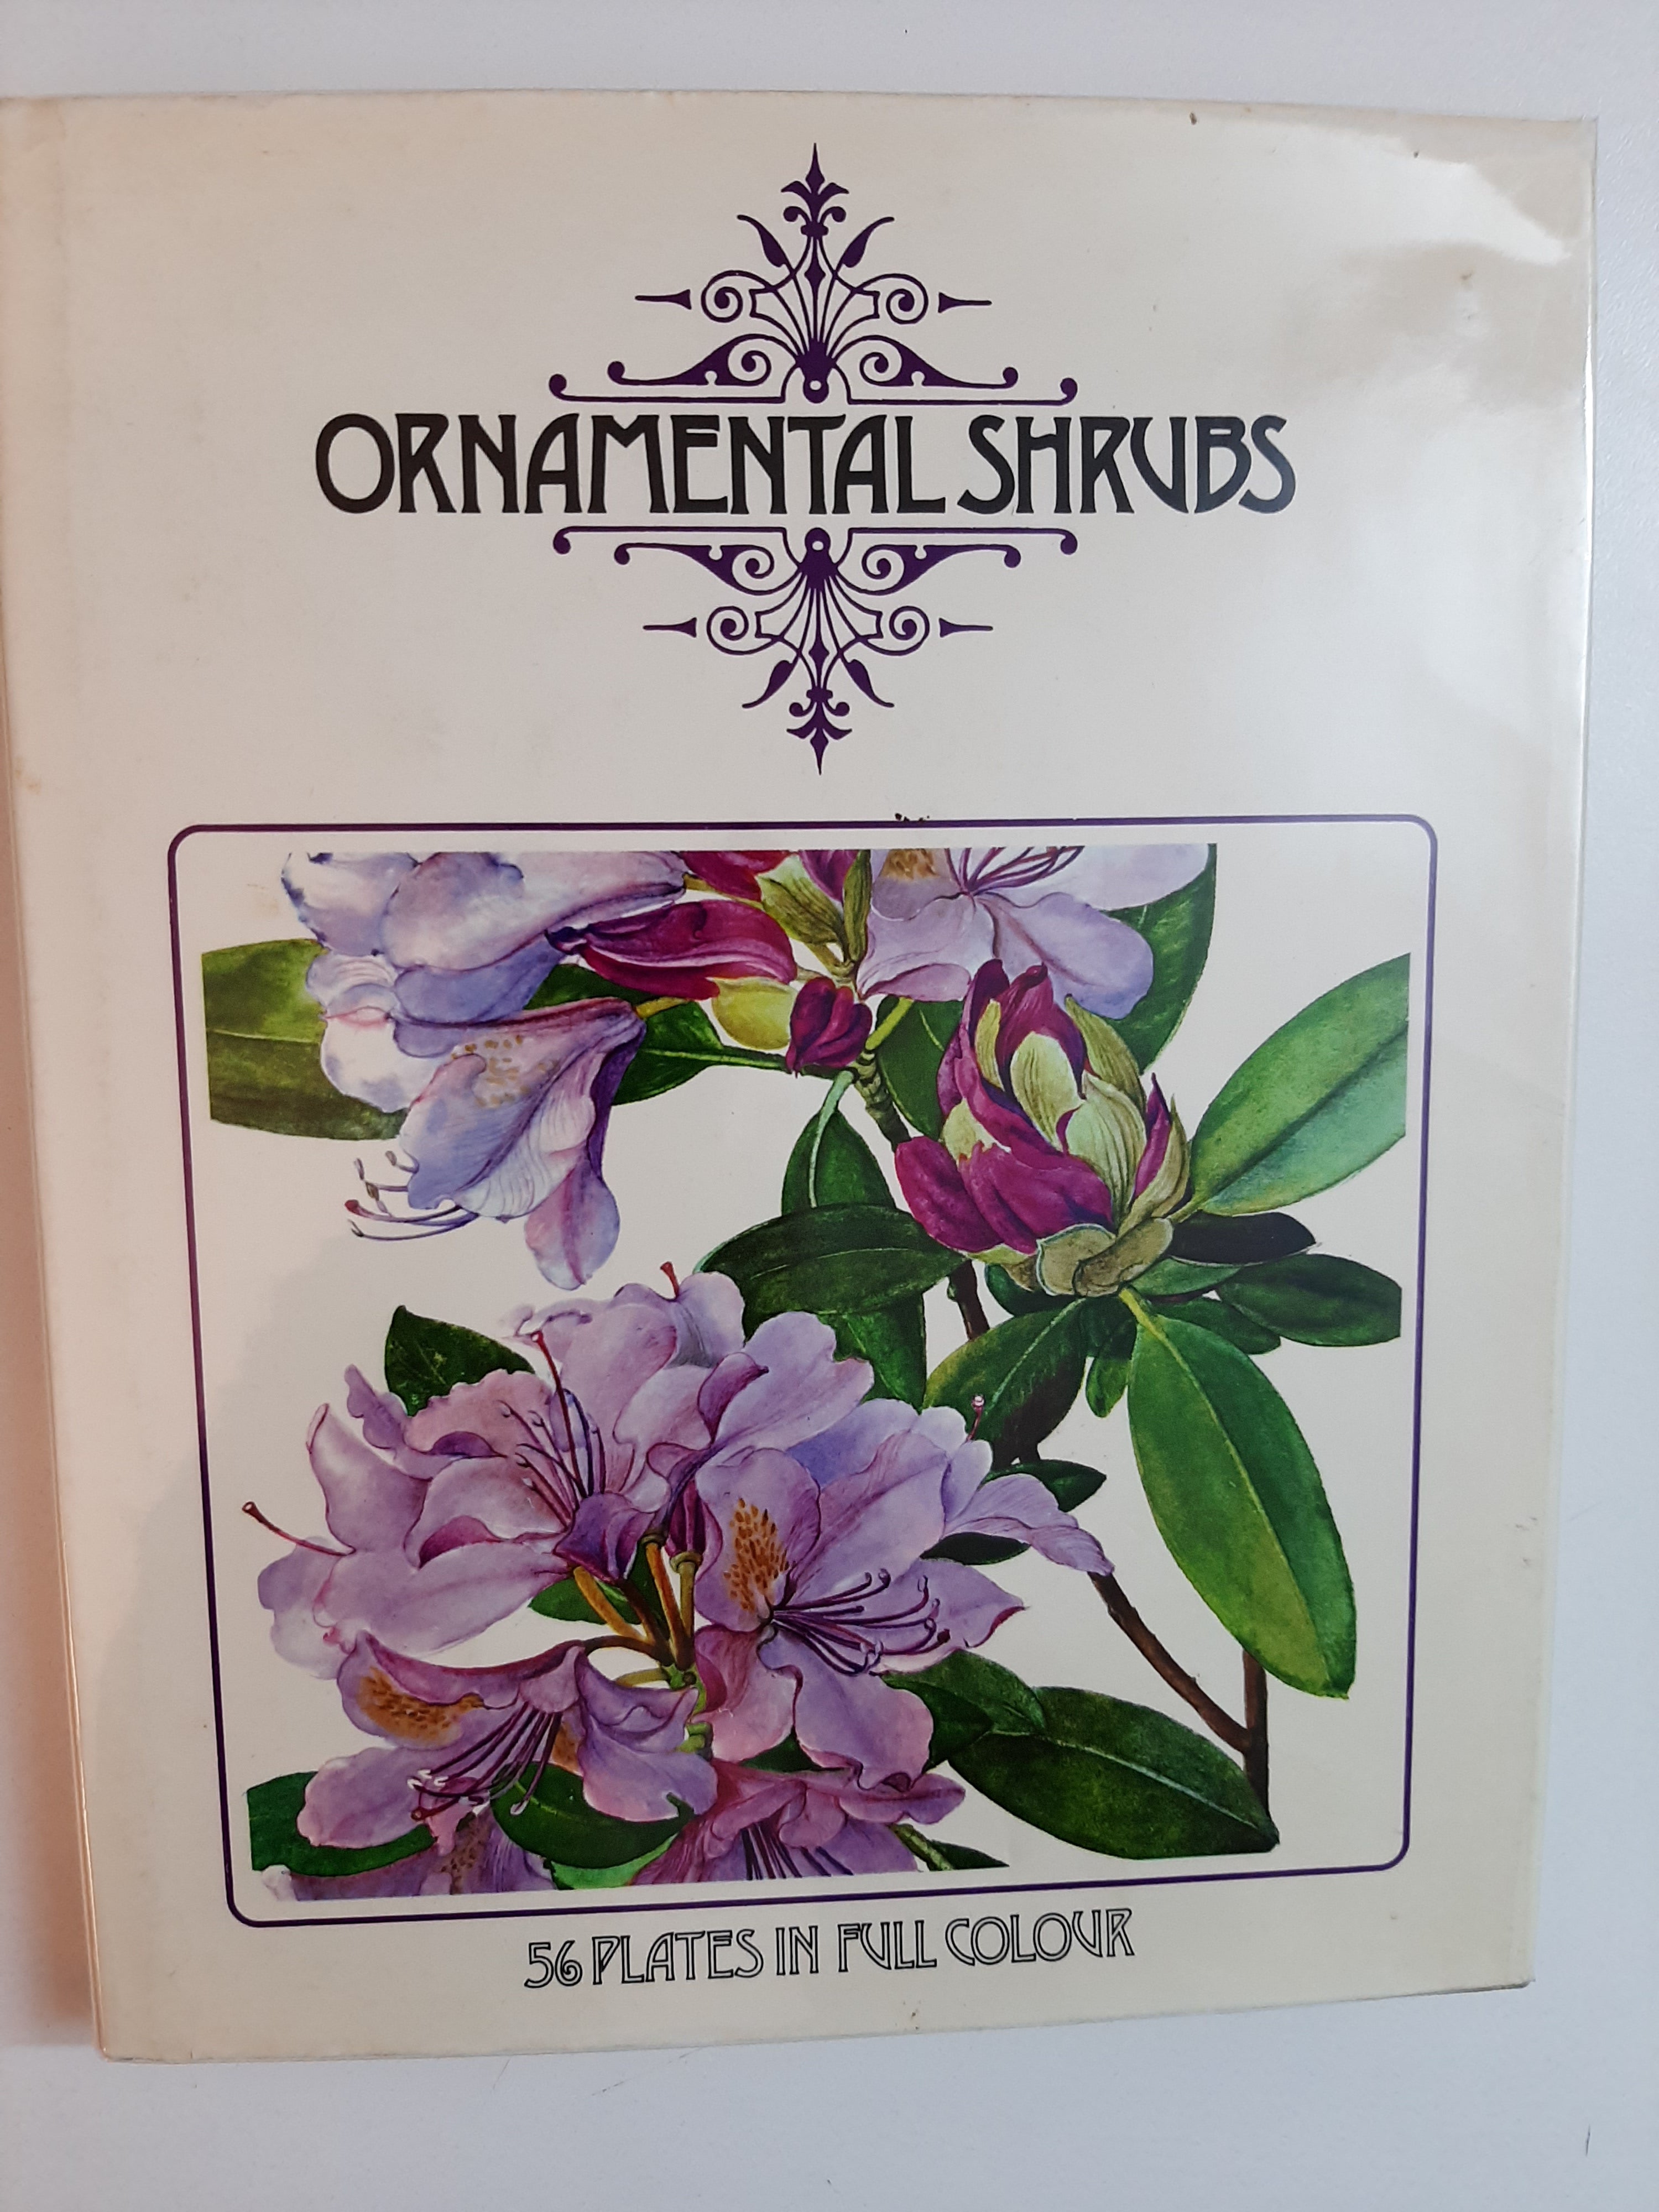 ORNAMENTAL SHRUBS
56 PLATES IN FULL COLOUR